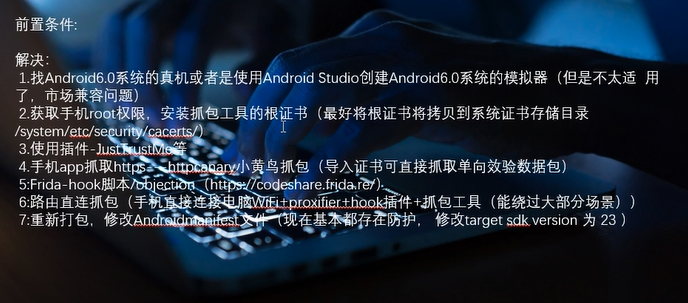 前置条件:
解决：
1.找Android6.0系统的真机或者是使用Android Studio创建Android6.0系统的模拟器（但是不太适 用
了，市场兼容问题）
2.获取手机root权限，安装抓包工具的根证书（最好将根证书将拷贝到系统证书存储目录
/system/etc/security/cacerts/）
3.使用插件-JustTrustMe等
4.手机app抓取https——httpcanary小黄鸟抓包（导入证书可直接抓取单向效验数据包）
5:Frida-hook脚本/objection（https://codeshare.frida.re/）
6:路由直连抓包（手机直接连接电脑WiFi+proxifier+hook插件+抓包工具（能绕过大部分场景））
7:重新打包，修改Androidmanifest文件（现在基本都存在防护， 修改target sdk version 为 23 ）